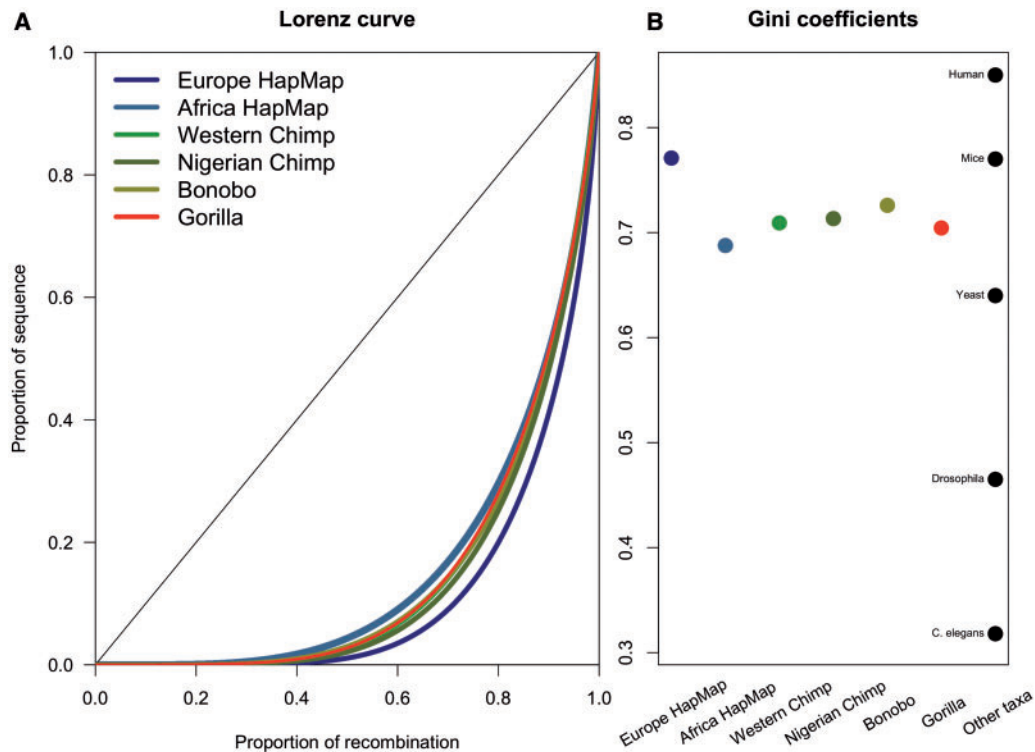 A
Lorenz curve
1.0
0.8
0.6
0.4
0.2
0.0
Proportion of sequence
Europe HapMap
Africa HapMap
Western Chimp
Nigerian Chimp
Bonobo
Gorilla
0.0 0.2 0.4 0.6 0.8 1.0
Proportion of recombination
B
Gini coefficients
0.8
0.7
0.6
0.5
0.4
0.3
Human
Mice
Yeast
Drosophila
C. elegans
Europe HapMap
Africa HapMap
Western Chimp
Nigerian Chimp
Bonobo
Gorilla
Other taxa